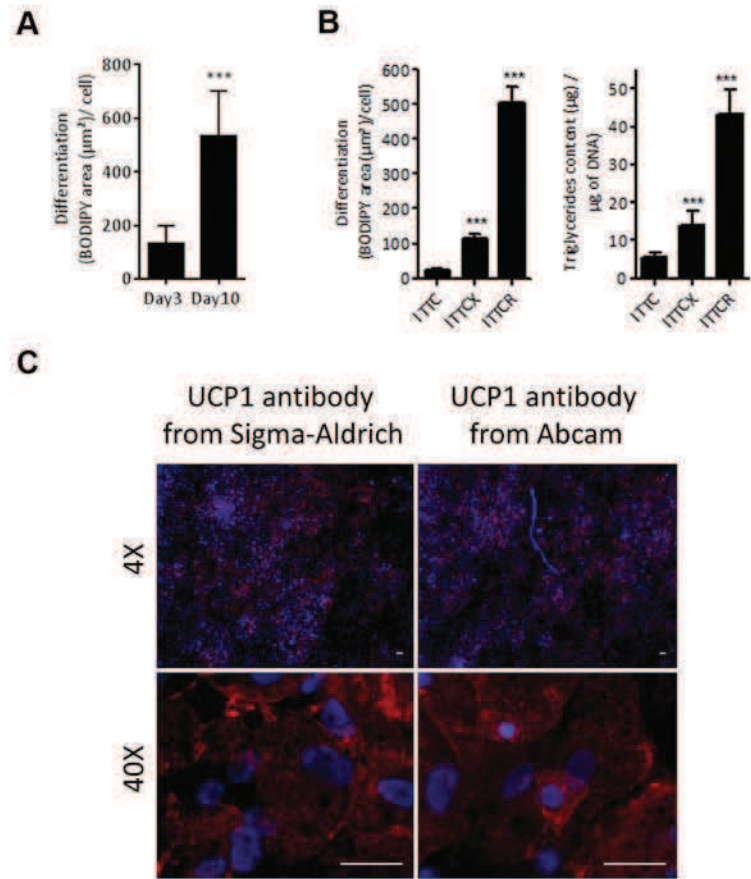 A
Differentiation
(BODIPY area (µm²)/ cell)
800
600
400
200
0
***
Day3
Day10
B
Differentiation
(BODIPY area (µm²)/cell)
600
500
400
300
200
100
0
***
***
ITTC
ITTCX
ITTCR
Triglycerides content (µg) /
µg of DNA)
50
40
30
20
10
0
***
***
ITTC
ITTCX
ITTCR
C
UCP1 antibody
from Sigma-Aldrich
UCP1 antibody
from Abcam
4X
40X